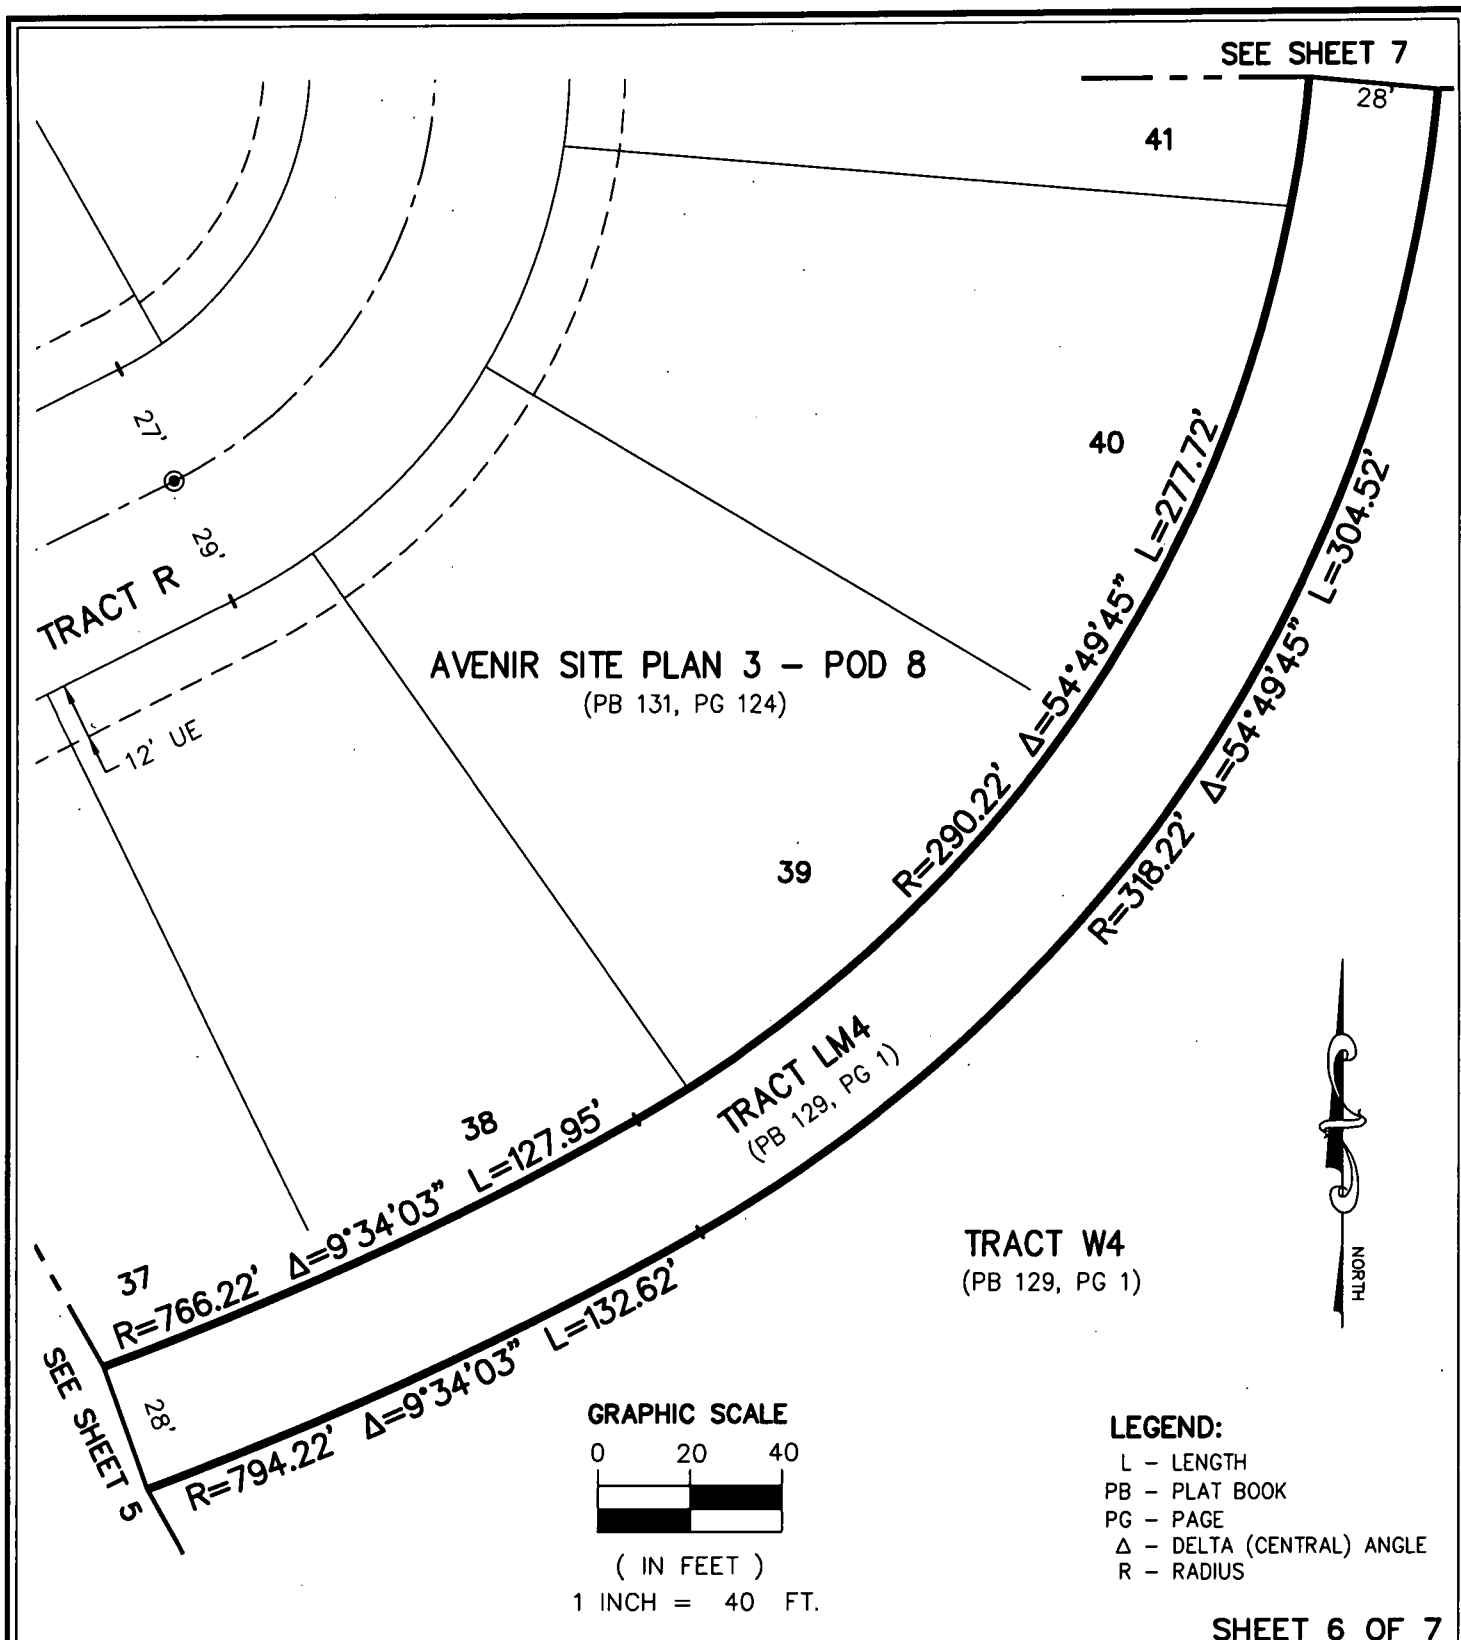 SEE SHEET 7
28'
41
40
27'
29'
TRACT R
12' UE
AVENIR SITE PLAN 3 – POD 8
(PB 131, PG 124)
R=290.22' Δ=54°49'45" L=277.72'
R=318.22' Δ=54°49'45" L=304.52'
39
TRACT LM4
(PB 129, PG 1)
38
37
R=766.22' Δ=9°34'03" L=127.95'
R=794.22' Δ=9°34'03" L=132.62'
28'
SEE SHEET 5
TRACT W4
(PB 129, PG 1)
NORTH
GRAPHIC SCALE
0 20 40
( IN FEET )
1 INCH = 40 FT.
LEGEND:
L – LENGTH
PB – PLAT BOOK
PG – PAGE
Δ – DELTA (CENTRAL) ANGLE
R – RADIUS
SHEET 6 OF 7